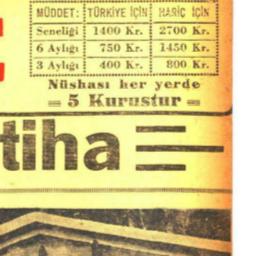 MÜDDET: TÜRKİYE İÇİN HARİÇ İÇİN
Seneliği 1400 Kr. 2700 Kr.
6 Aylığı 750 Kr. 1450 Kr.
3 Aylığı 400 Kr. 800 Kr.
Nüshası her yerde
5 Kuruştur
tiha